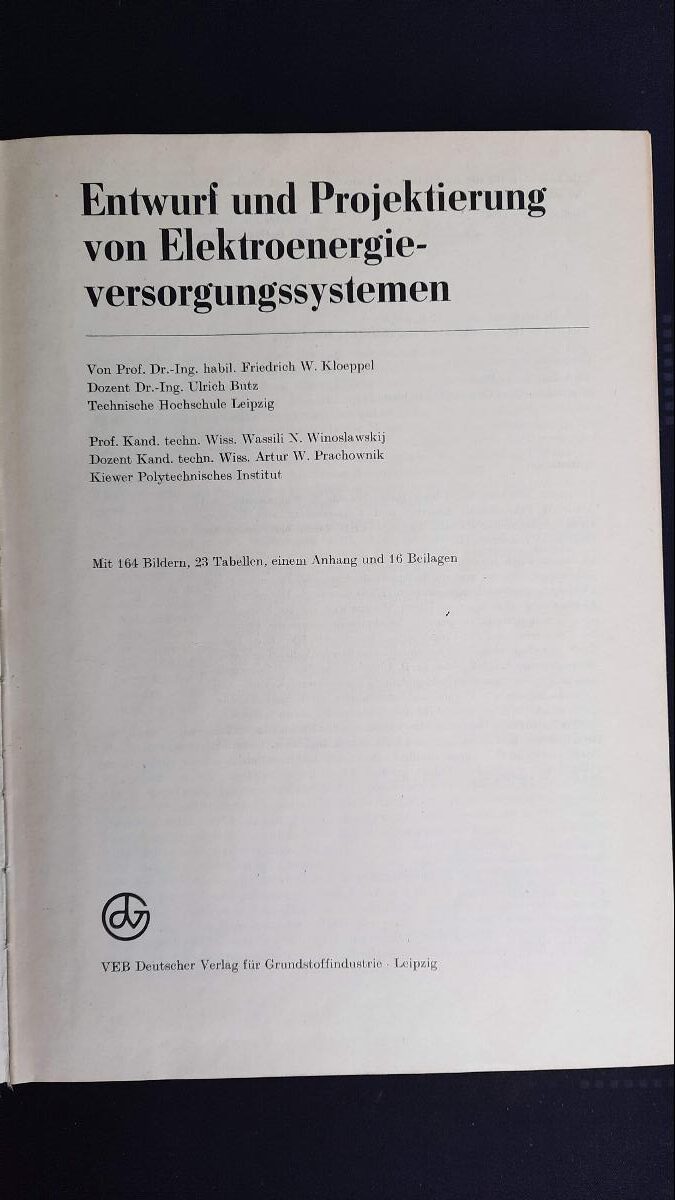 Entwurf und Projektierung
von Elektroenergie-
versorgungssystemen
Von Prof. Dr.-Ing. habil. Friedrich W. Kloeppel
Dozent Dr.-Ing. Ulrich Butz
Technische Hochschule Leipzig
Prof. Kand. techn. Wiss. Wassili N. Winoslawskij
Dozent Kand. techn. Wiss. Artur W. Prachownik
Kiewer Polytechnisches Institut
Mit 164 Bildern, 23 Tabellen, einem Anhang und 16 Beilagen
VEB Deutscher Verlag für Grundstoffindustrie · Leipzig